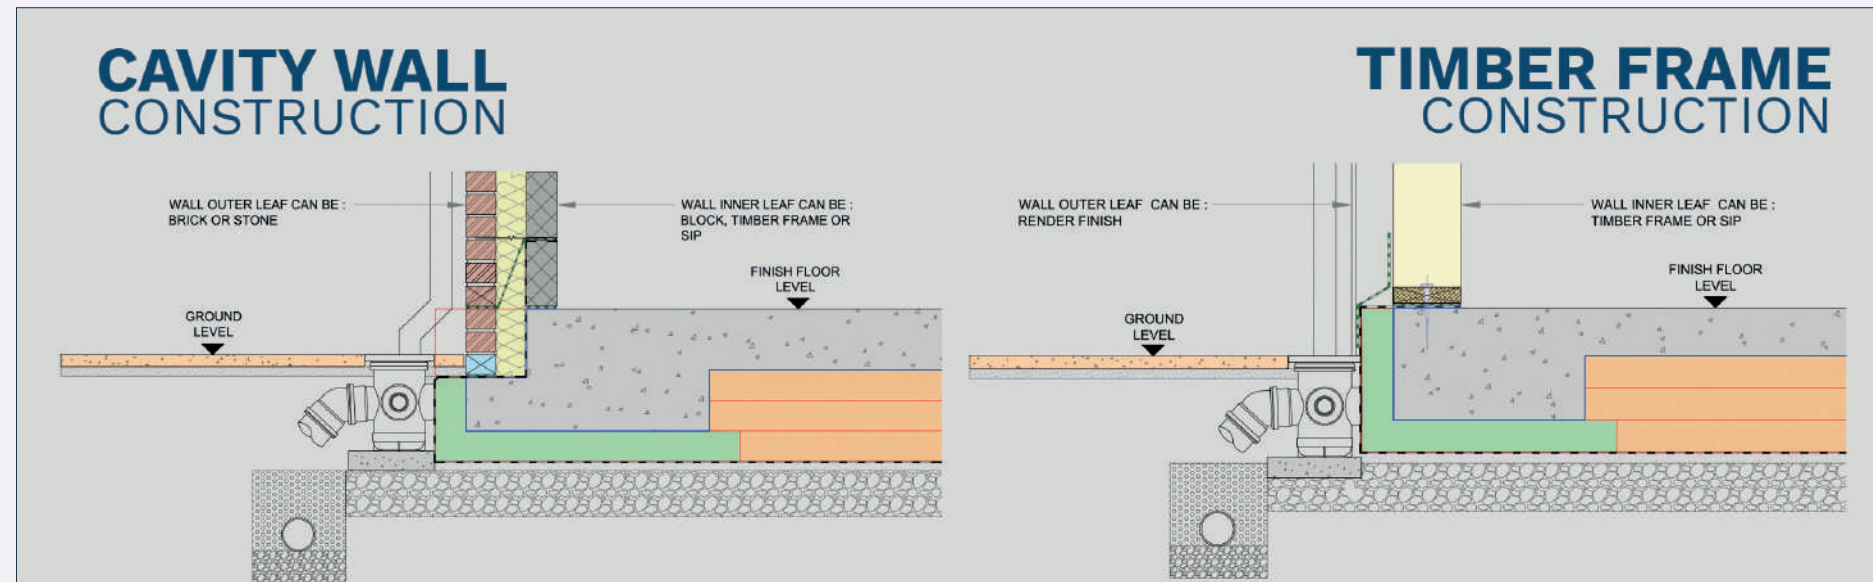 CAVITY WALL
CONSTRUCTION
WALL OUTER LEAF CAN BE :
BRICK OR STONE
WALL INNER LEAF CAN BE :
BLOCK, TIMBER FRAME OR
SIP
FINISH FLOOR
LEVEL
GROUND
LEVEL
TIMBER FRAME
CONSTRUCTION
WALL OUTER LEAF CAN BE :
RENDER FINISH
WALL INNER LEAF CAN BE :
TIMBER FRAME OR SIP
FINISH FLOOR
LEVEL
GROUND
LEVEL